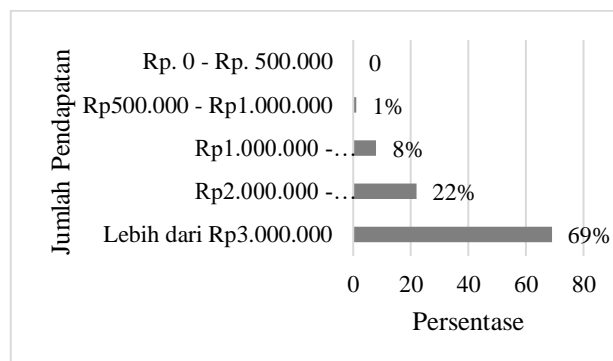 Jumlah Pendapatan
Rp. 0 - Rp. 500.000 0
Rp500.000 - Rp1.000.000 1%
Rp1.000.000 -… 8%
Rp2.000.000 -… 22%
Lebih dari Rp3.000.000 69%
0 20 40 60 80
Persentase